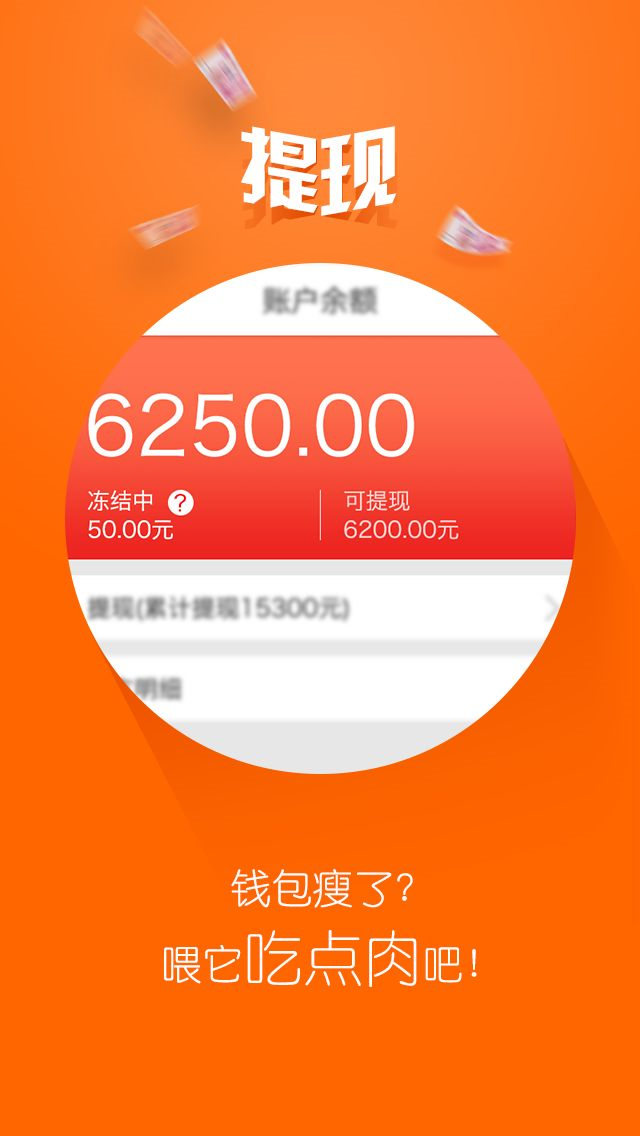 提现
账户余额
6250.00
冻结中 ? 可提现
50.00元 6200.00元
提现(累计提现15300元)
明细
钱包瘦了?
喂它吃点肉吧!